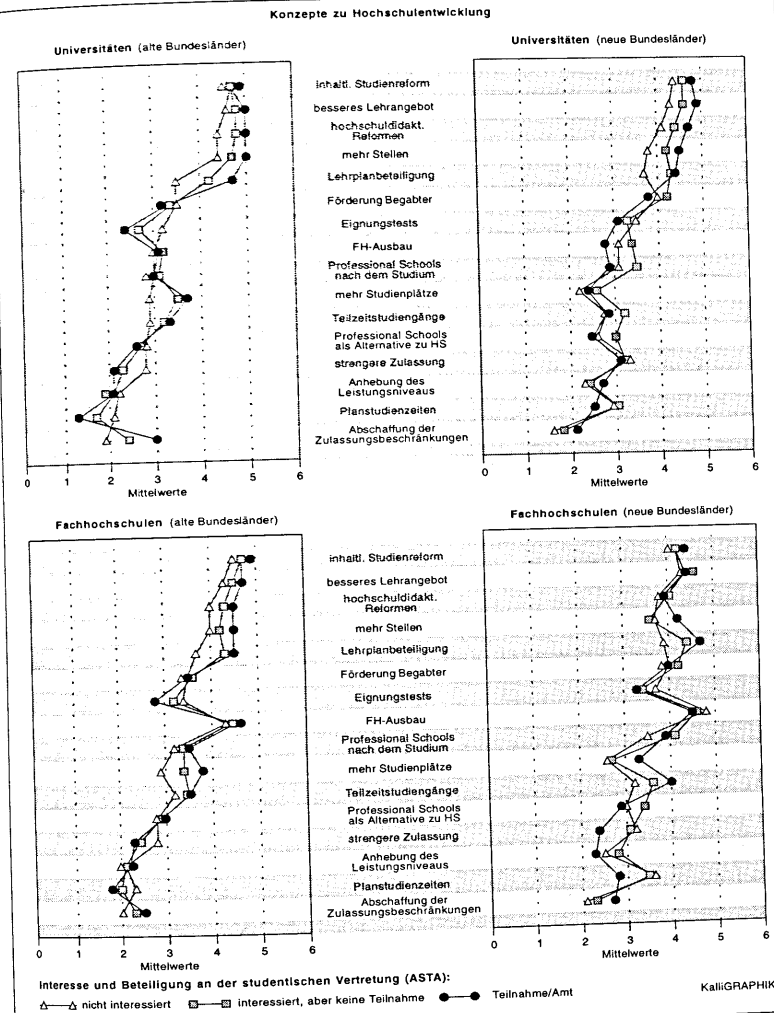 Konzepte zu Hochschulentwicklung
Universitäten (alte Bundesländer)
Universitäten (neue Bundesländer)
inhaltl. Studienreform
besseres Lehrangebot
hochschuldidakt.
Reformen
mehr Stellen
Lehrplanbeteiligung
Förderung Begabter
Eignungstests
FH-Ausbau
Professional Schools
nach dem Studium
mehr Studienplätze
Teilzeitstudiengänge
Professional Schools
als Alternative zu HS
strengere Zulassung
Anhebung des
Leistungsniveaus
Planstudienzeiten
Abschaffung der
Zulassungsbeschränkungen
0 1 2 3 4 5 6
Mittelwerte
0 1 2 3 4 5 6
Mittelwerte
Fachhochschulen (alte Bundesländer)
Fachhochschulen (neue Bundesländer)
inhaltl. Studienreform
besseres Lehrangebot
hochschuldidakt.
Reformen
mehr Stellen
Lehrplanbeteiligung
Förderung Begabter
Eignungstests
FH-Ausbau
Professional Schools
nach dem Studium
mehr Studienplätze
Teilzeitstudiengänge
Professional Schools
als Alternative zu HS
strengere Zulassung
Anhebung des
Leistungsniveaus
Planstudienzeiten
Abschaffung der
Zulassungsbeschränkungen
0 1 2 3 4 5 6
Mittelwerte
0 1 2 3 4 5 6
Mittelwerte
Interesse und Beteiligung an der studentischen Vertretung (ASTA):
nicht interessiert interessiert, aber keine Teilnahme Teilnahme/Amt
KalliGRAPHIK